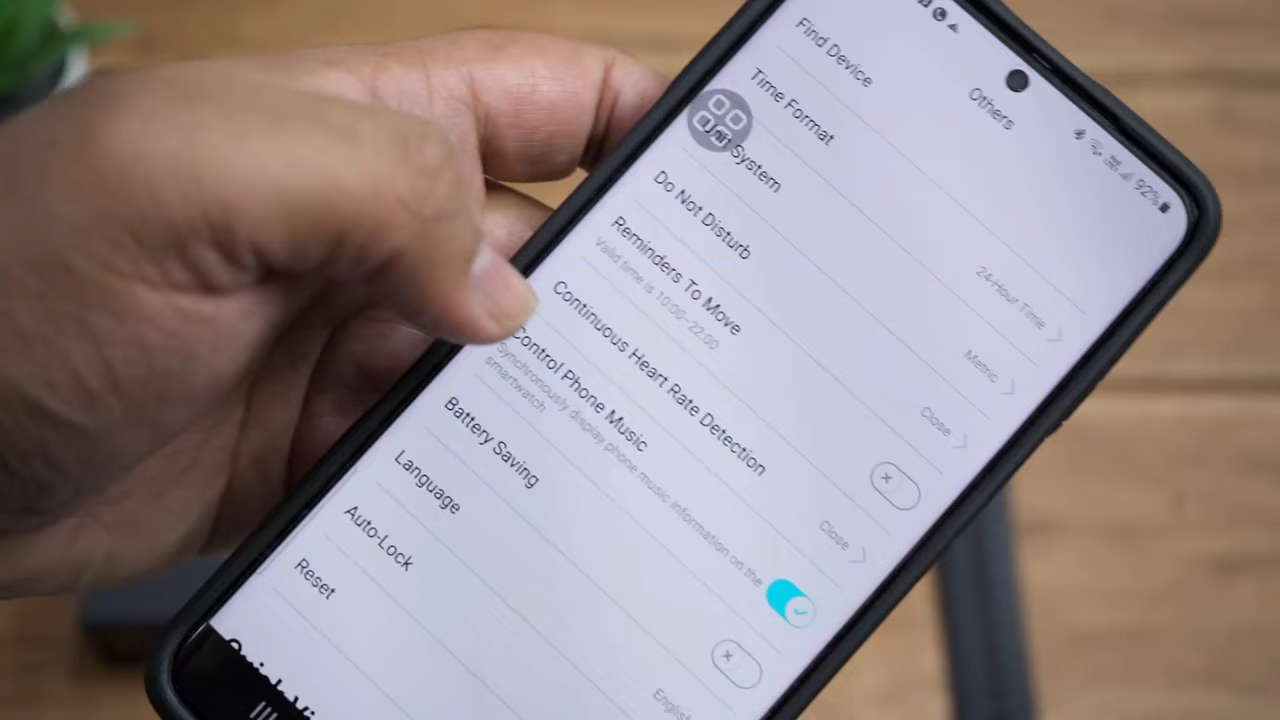 92%
Others
Find Device
Time Format
24-Hour Time
Unit System
Metric
Do Not Disturb
Close
Reminders To Move
Valid time is 10:00-22:00
Continuous Heart Rate Detection
Close
Control Phone Music
Synchronously display phone music information on the
smartwatch
Battery Saving
Language
English
Auto-Lock
Reset